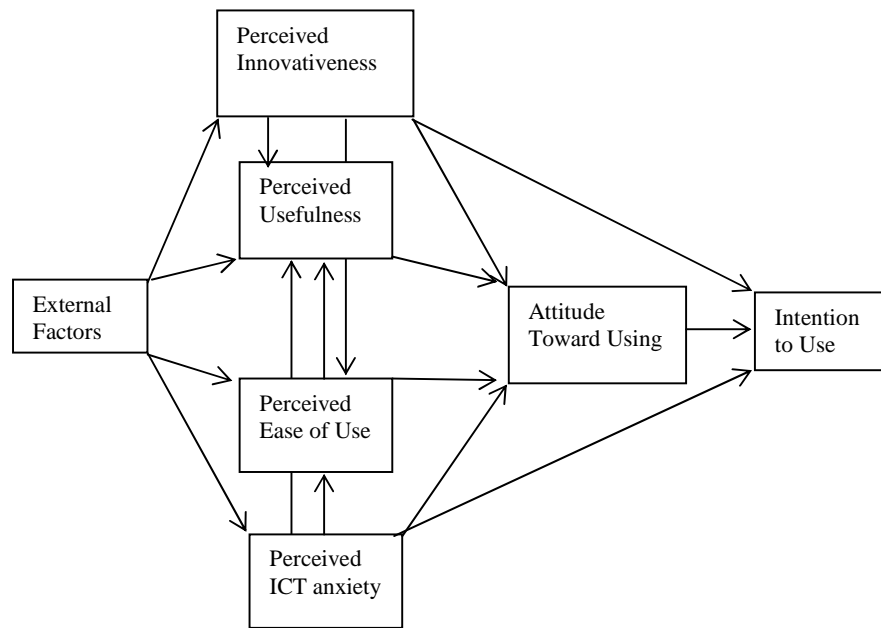 Perceived
Innovativeness
Perceived
Usefulness
External
Factors
Attitude
Toward Using
Intention
to Use
Perceived
Ease of Use
Perceived
ICT anxiety